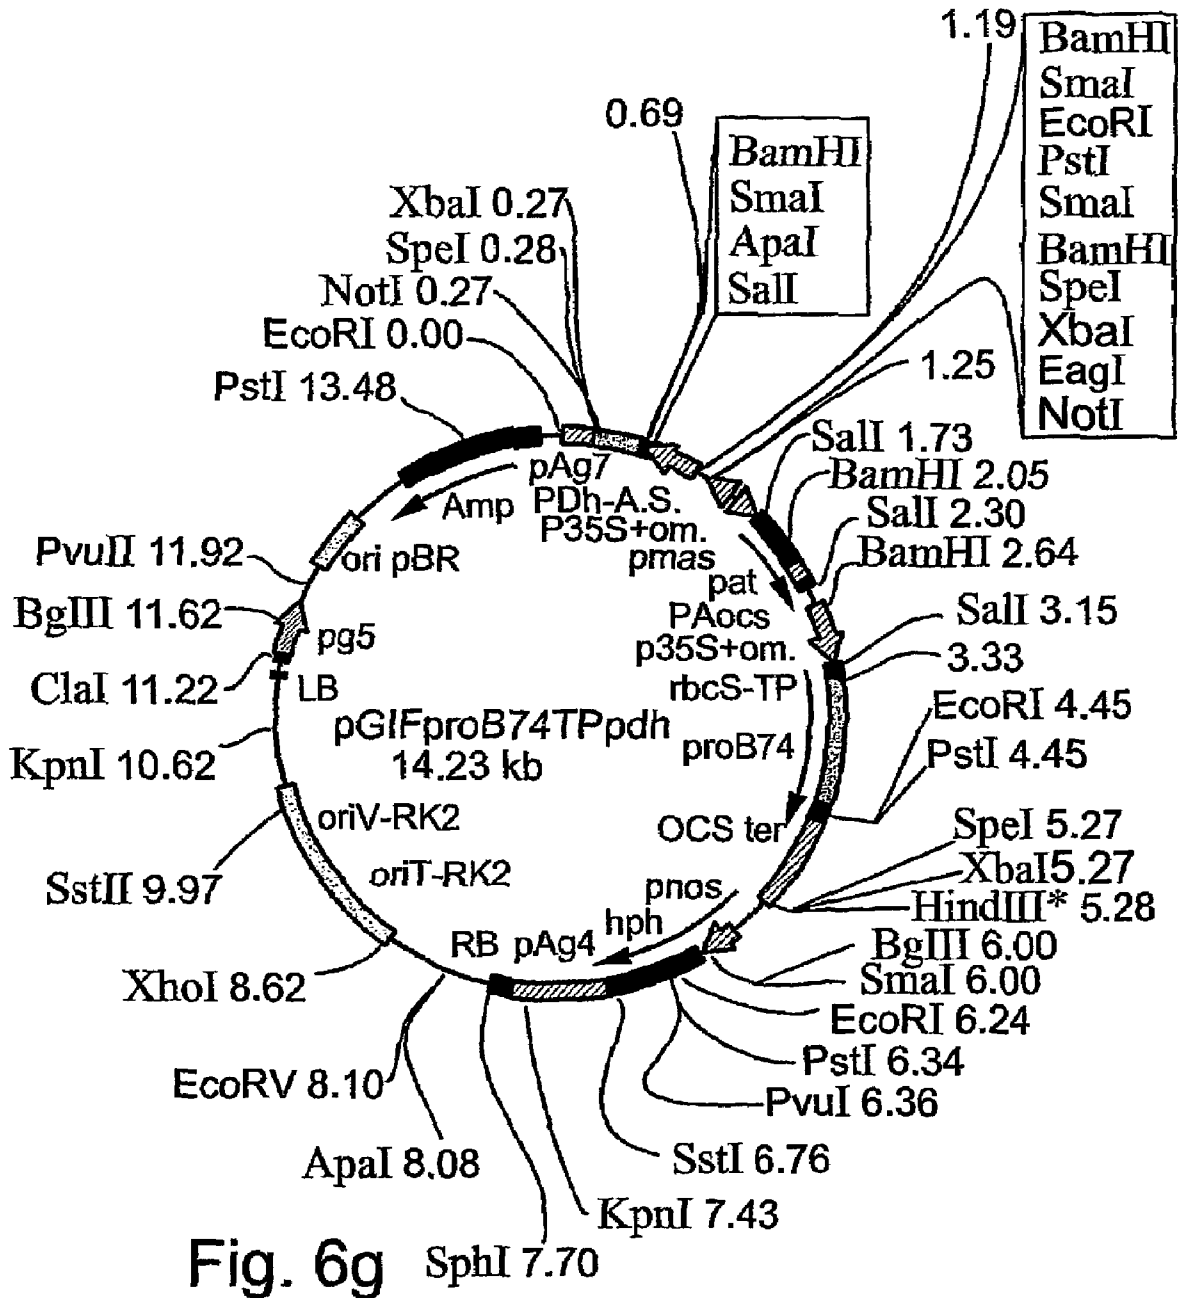 1.19
BamHI
SmaI
EcoRI
PstI
SmaI
BamHI
SpeI
XbaI
EagI
NotI
0.69
BamHI
SmaI
ApaI
SalI
XbaI 0.27
SpeI 0.28
NotI 0.27
EcoRI 0.00
PstI 13.48
1.25
SalI 1.73
BamHI 2.05
SalI 2.30
BamHI 2.64
SalI 3.15
3.33
EcoRI 4.45
PstI 4.45
SpeI 5.27
XbaI 5.27
HindIII* 5.28
BglII 6.00
SmaI 6.00
EcoRI 6.24
PstI 6.34
PvuI 6.36
SstI 6.76
KpnI 7.43
SphI 7.70
ApaI 8.08
EcoRV 8.10
XhoI 8.62
SstII 9.97
KpnI 10.62
ClaI 11.22
BglII 11.62
PvuII 11.92
pAg7
Amp
PDh-A.S.
P35S+om.
pmas
ori pBR
pat
PAocs
p35S+om.
pg5
rbcS-TP
LB
pGIFproB74TPpdh
14.23 kb
proB74
oriV-RK2
OCS ter
oriT-RK2
pnos
hph
RB
pAg4
Fig. 6g